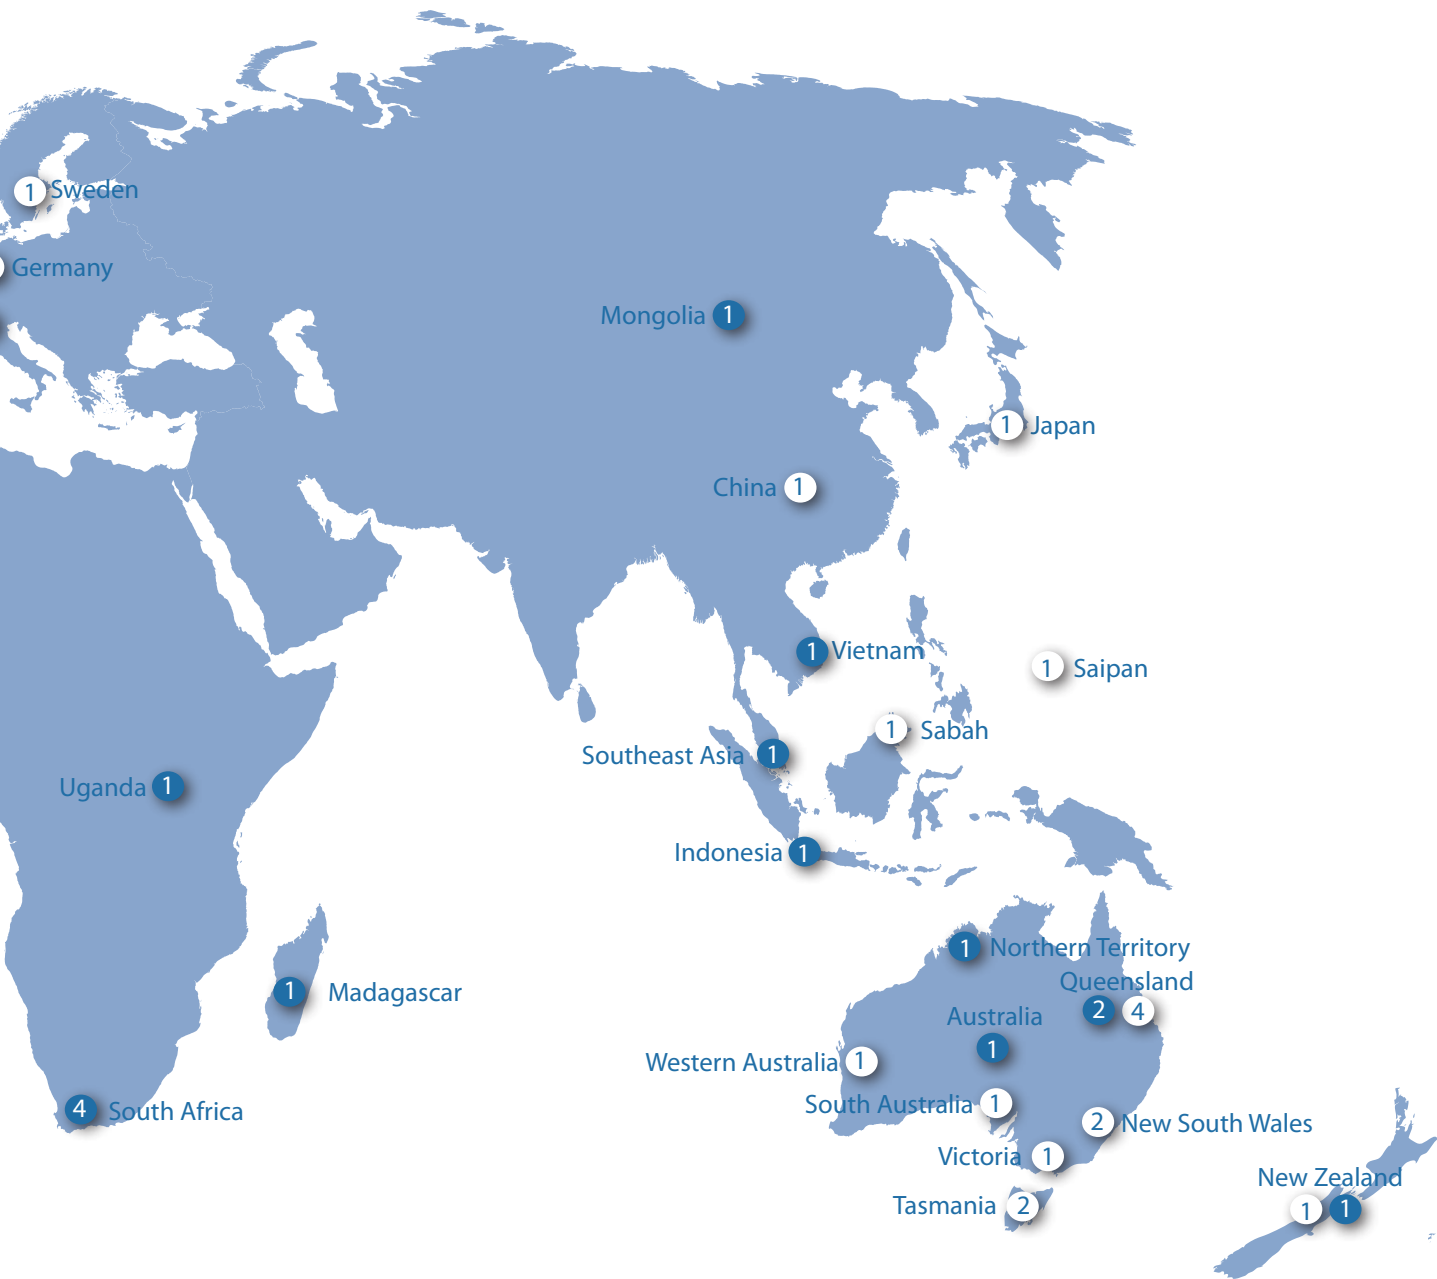 1 Sweden
Germany
Mongolia 1
1 Japan
China 1
1 Vietnam
1 Saipan
1 Sabah
Southeast Asia 1
Uganda 1
Indonesia 1
1 Northern Territory
Queensland
2 4
1 Madagascar
Australia
1
Western Australia 1
South Australia 1
4 South Africa
2 New South Wales
Victoria 1
New Zealand
1 1
Tasmania 2